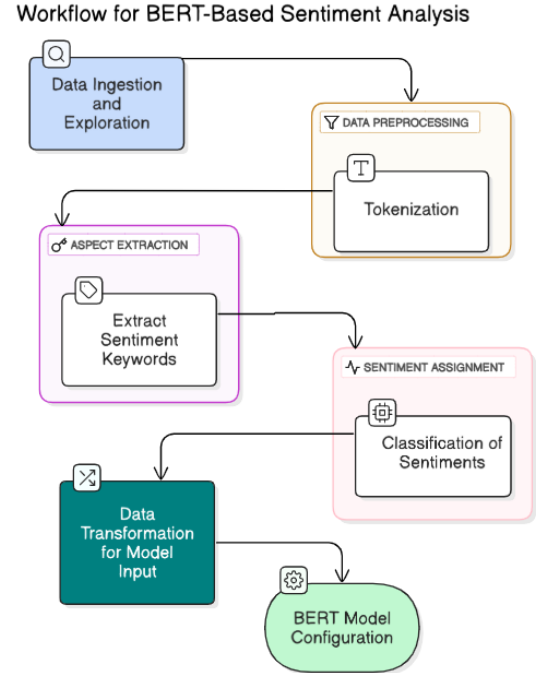 Workflow for BERT-Based Sentiment Analysis
Data Ingestion
and
Exploration
DATA PREPROCESSING
Tokenization
ASPECT EXTRACTION
Extract
Sentiment
Keywords
SENTIMENT ASSIGNMENT
Classification of
Sentiments
Data
Transformation
for Model
Input
BERT Model
Configuration